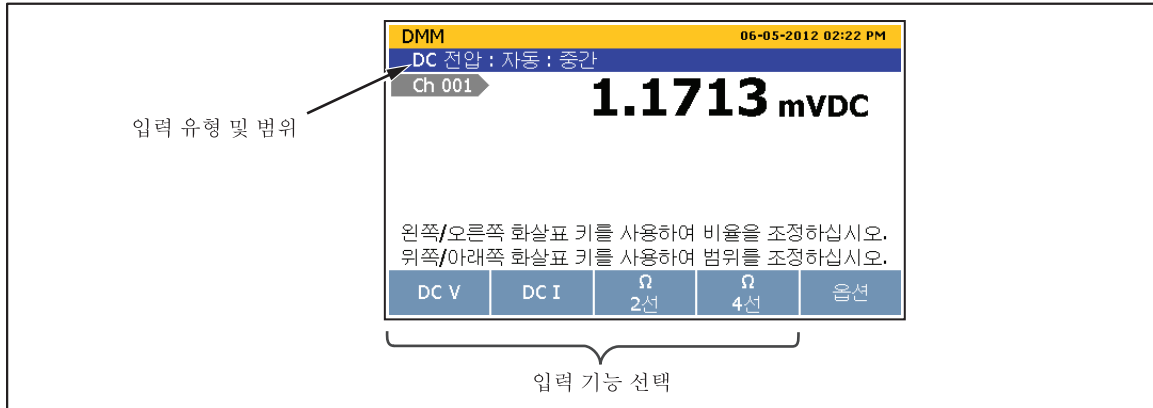 DMM 06-05-2012 02:22 PM
DC 전압 : 자동 : 중간
Ch 001
1.1713 mVDC
입력 유형 및 범위
왼쪽/오른쪽 화살표 키를 사용하여 비율을 조정하십시오.
위쪽/아래쪽 화살표 키를 사용하여 범위를 조정하십시오.
DC V DC I Ω 2선 Ω 4선 옵션
입력 기능 선택